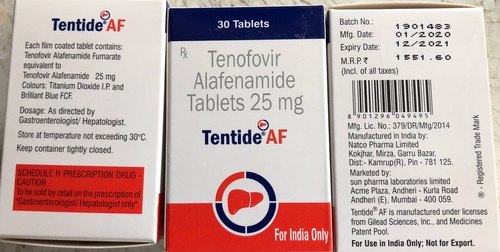 Tentide® AF
Each film coated tablet contains:
Tenofovir Alafenamide Fumarate
equivalent to
Tenofovir Alafenamide 25 mg
Colours: Titanium Dioxide I.P. and
Brilliant Blue FCF.
Dosage: As directed by
Gastroenterologist/ Hepatologist.
Store at temperature not exceeding 30°C.
Keep container tightly closed.
SCHEDULE H PRESCRIPTION DRUG -
CAUTION
To be sold by retail on the prescription of
"Gastroenterologist/ Hepatologist only".
30 Tablets
Rx
Tenofovir
Alafenamide
Tablets 25 mg
Tentide® AF
For India Only
Batch No.: 1901483
Mfg. Date: 01/2020
Expiry Date: 12/2021
M.R.P. ₹ 1551.60
(Incl. of all taxes)
8901296049495
Mfg. Lic. No.: 379/DR/Mfg/2014
Manufactured in India by:
Natco Pharma Limited
Kokjhar, Mirza, Garru Bazar,
Dist:- Kamrup(R), Pin - 781 125.
Marketed by:
sun pharma laboratories limited
Acme Plaza, Andheri - Kurla Road
Andheri (E), Mumbai - 400 059.
Tentide® AF is manufactured under licenses
from Gilead Sciences, Inc., and Medicines
Patent Pool.
For Use in India Only. Not for Export.
® - Registered Trade Mark